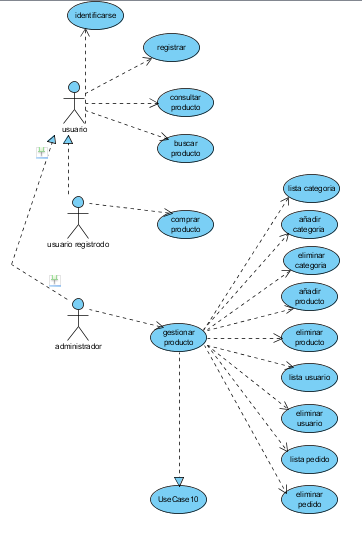 identificarse
registrar
consultar
producto
usuario
buscar
producto
lista categoria
comprar
producto
añadir
categoria
usuario registrodo
eliminar
categoria
añadir
producto
gestionar
producto
eliminar
producto
administrador
lista usuario
eliminar
usuario
lista pedido
UseCase10
eliminar
pedido